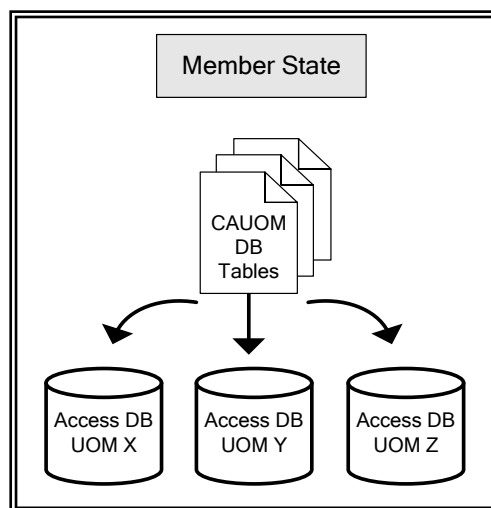 Member State
CAUOM
DB
Tables
Access DB
UOM X
Access DB
UOM Y
Access DB
UOM Z